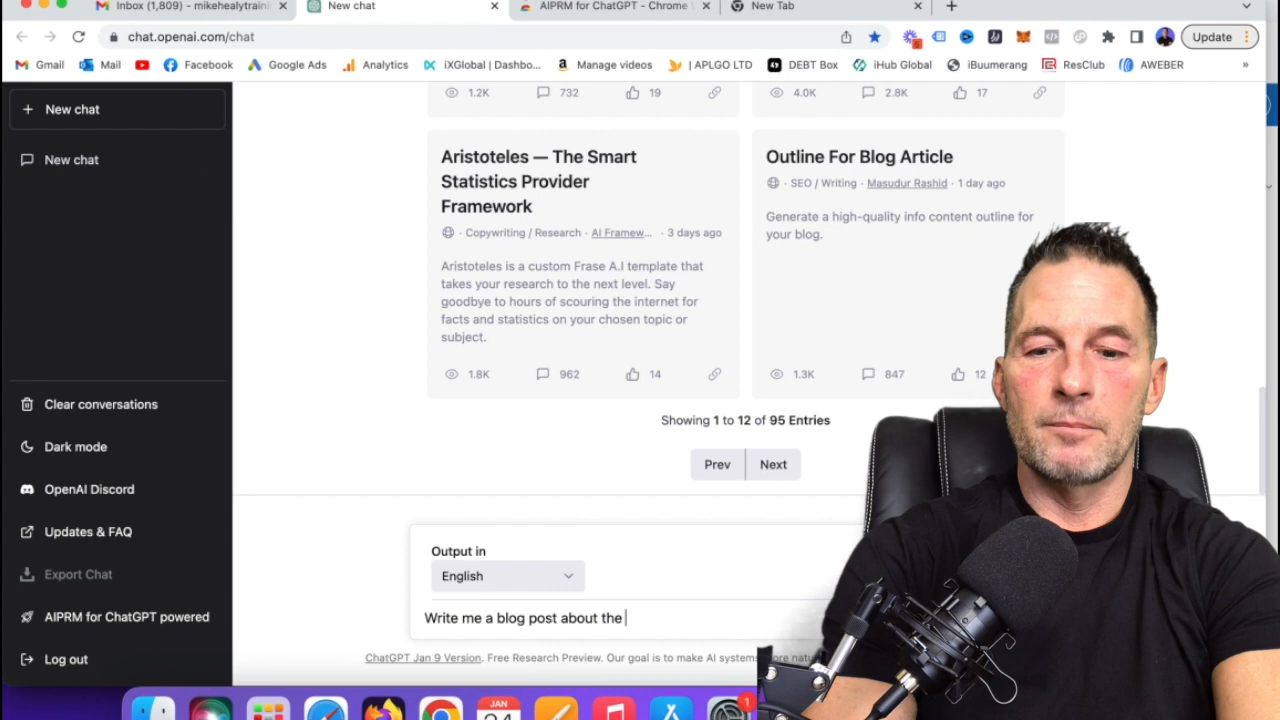 Inbox (1,809) - mikehealytraini
New chat
AIPRM for ChatGPT - Chrome
New Tab
chat.openai.com/chat
Update
Gmail
Mail
Facebook
Google Ads
Analytics
iXGlobal | Dashbo...
Manage videos
| APLGO LTD
DEBT Box
iHub Global
iBuumerang
ResClub
AWEBER
»
New chat
New chat
Clear conversations
Dark mode
OpenAI Discord
Updates & FAQ
Export Chat
AIPRM for ChatGPT powered
Log out
1.2K 732 19
4.0K 2.8K 17
Aristoteles — The Smart
Statistics Provider
Framework
· Copywriting / Research · AI Framew... · 3 days ago
Aristoteles is a custom Frase A.I template that
takes your research to the next level. Say
goodbye to hours of scouring the internet for
facts and statistics on your chosen topic or
subject.
1.8K 962 14
Outline For Blog Article
· SEO / Writing · Masudur Rashid · 1 day ago
Generate a high-quality info content outline for
your blog.
1.3K 847 12
Showing 1 to 12 of 95 Entries
Prev
Next
Output in
English
Write me a blog post about the
ChatGPT Jan 9 Version. Free Research Preview. Our goal is to make AI systems more
JAN
1